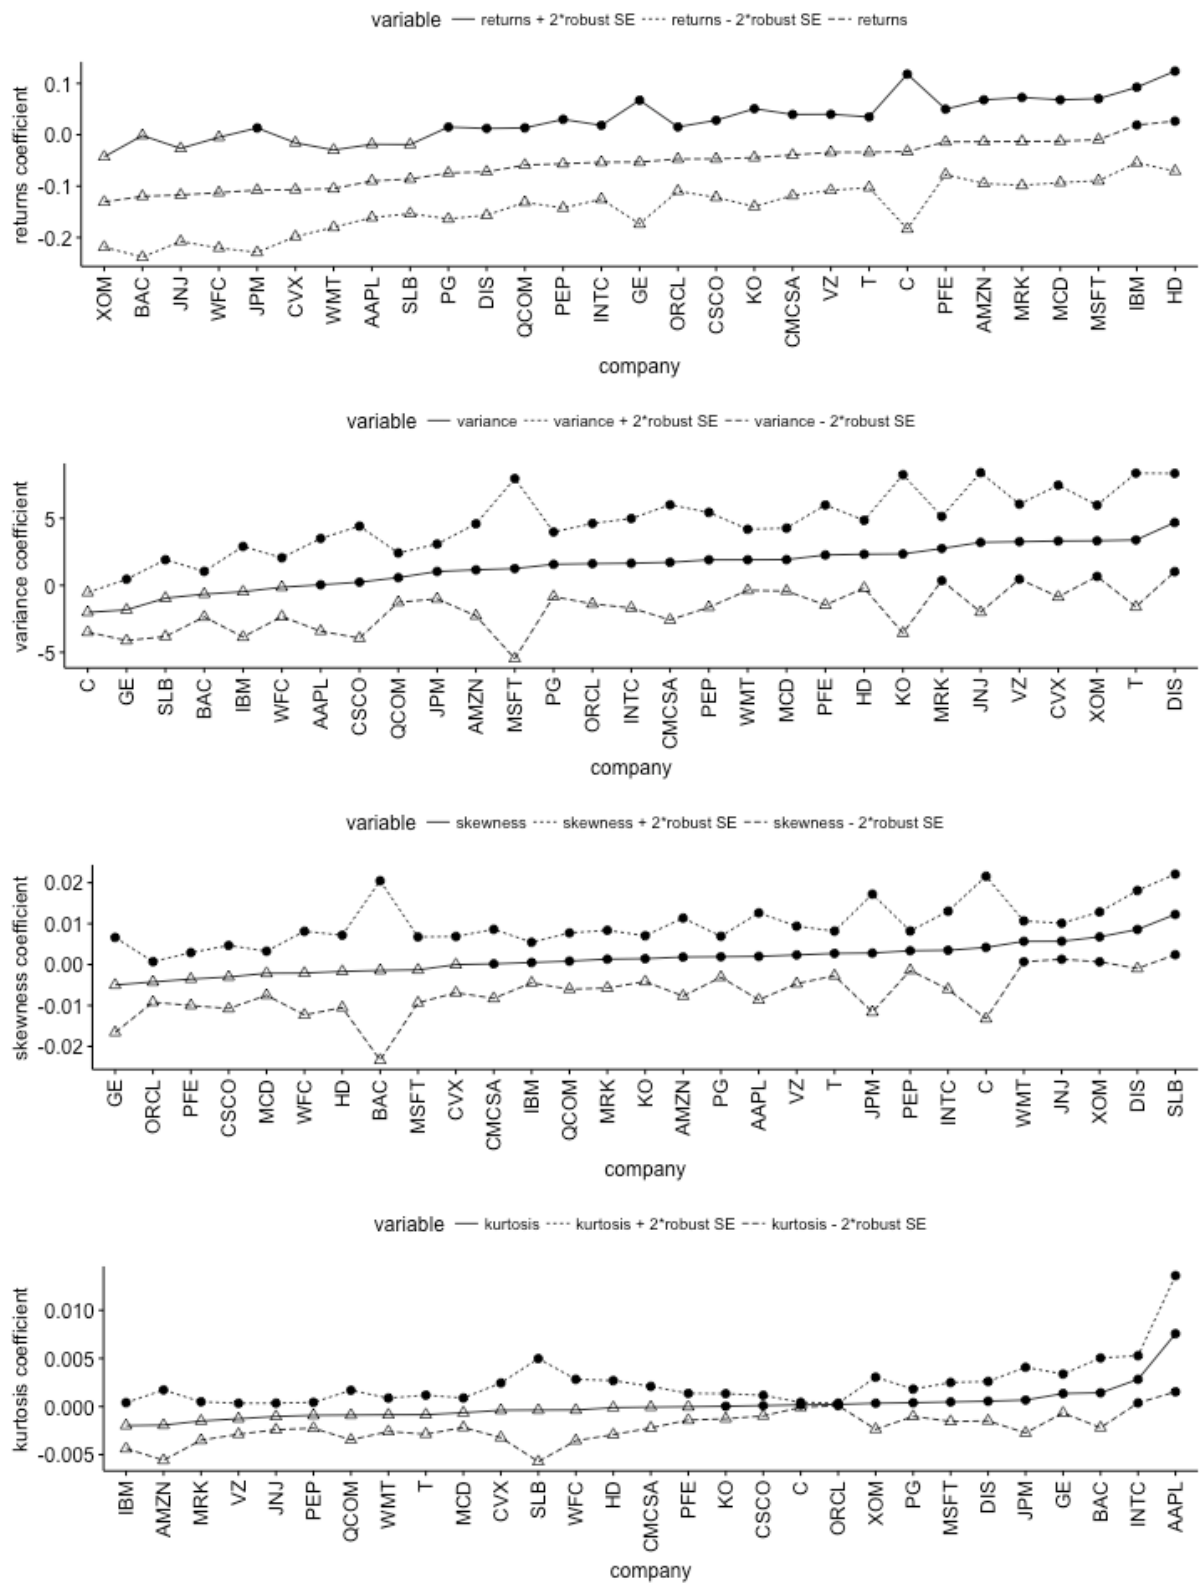 variable returns + 2*robust SE returns - 2*robust SE returns
returns coefficient
0.1
0.0
-0.1
-0.2
XOM BAC JNJ WFC JPM CVX WMT AAPL SLB PG DIS QCOM PEP INTC GE ORCL CSCO KO CMCSA VZ T C PFE AMZN MRK MCD MSFT IBM HD
company
variable variance variance + 2*robust SE variance - 2*robust SE
variance coefficient
5
0
-5
C GE SLB BAC IBM WFC AAPL CSCO QCOM JPM AMZN MSFT PG ORCL INTC CMCSA PEP WMT MCD PFE HD KO MRK JNJ VZ CVX XOM T DIS
company
variable skewness skewness + 2*robust SE skewness - 2*robust SE
skewness coefficient
0.02
0.01
0.00
-0.01
-0.02
GE ORCL PFE CSCO MCD WFC HD BAC MSFT CVX CMCSA IBM QCOM MRK KO AMZN PG AAPL VZ T JPM PEP INTC C WMT JNJ XOM DIS SLB
company
variable kurtosis kurtosis + 2*robust SE kurtosis - 2*robust SE
kurtosis coefficient
0.010
0.005
0.000
-0.005
IBM AMZN MRK VZ JNJ PEP QCOM WMT T MCD CVX SLB WFC HD CMCSA PFE KO CSCO C ORCL XOM PG MSFT DIS JPM GE BAC INTC AAPL
company